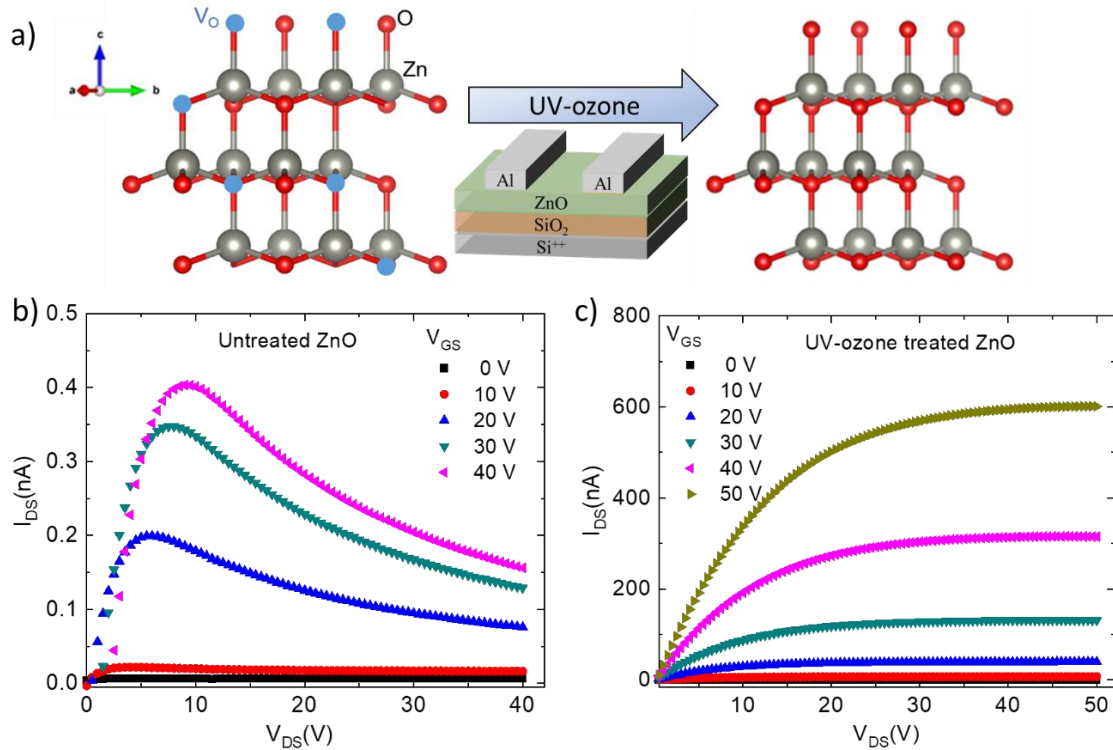 a)
V_O
O
Zn
c
a
b
UV-ozone
Al
Al
ZnO
SiO₂
Si⁺⁺
b)
0.5
0.4
0.3
0.2
0.1
0.0
I_DS(nA)
Untreated ZnO
V_GS
0 V
10 V
20 V
30 V
40 V
0
10
20
30
40
V_DS(V)
c)
800
600
400
200
0
I_DS(nA)
UV-ozone treated ZnO
V_GS
0 V
10 V
20 V
30 V
40 V
50 V
10
20
30
40
50
V_DS(V)